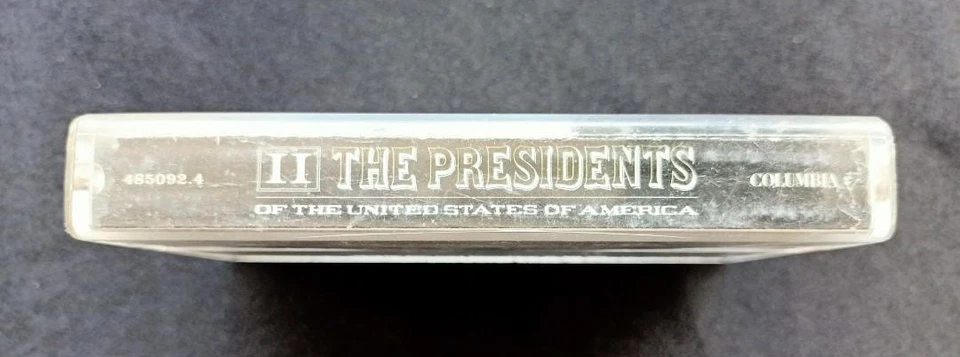 485092.4
II THE PRESIDENTS
OF THE UNITED STATES OF AMERICA
COLUMBIA